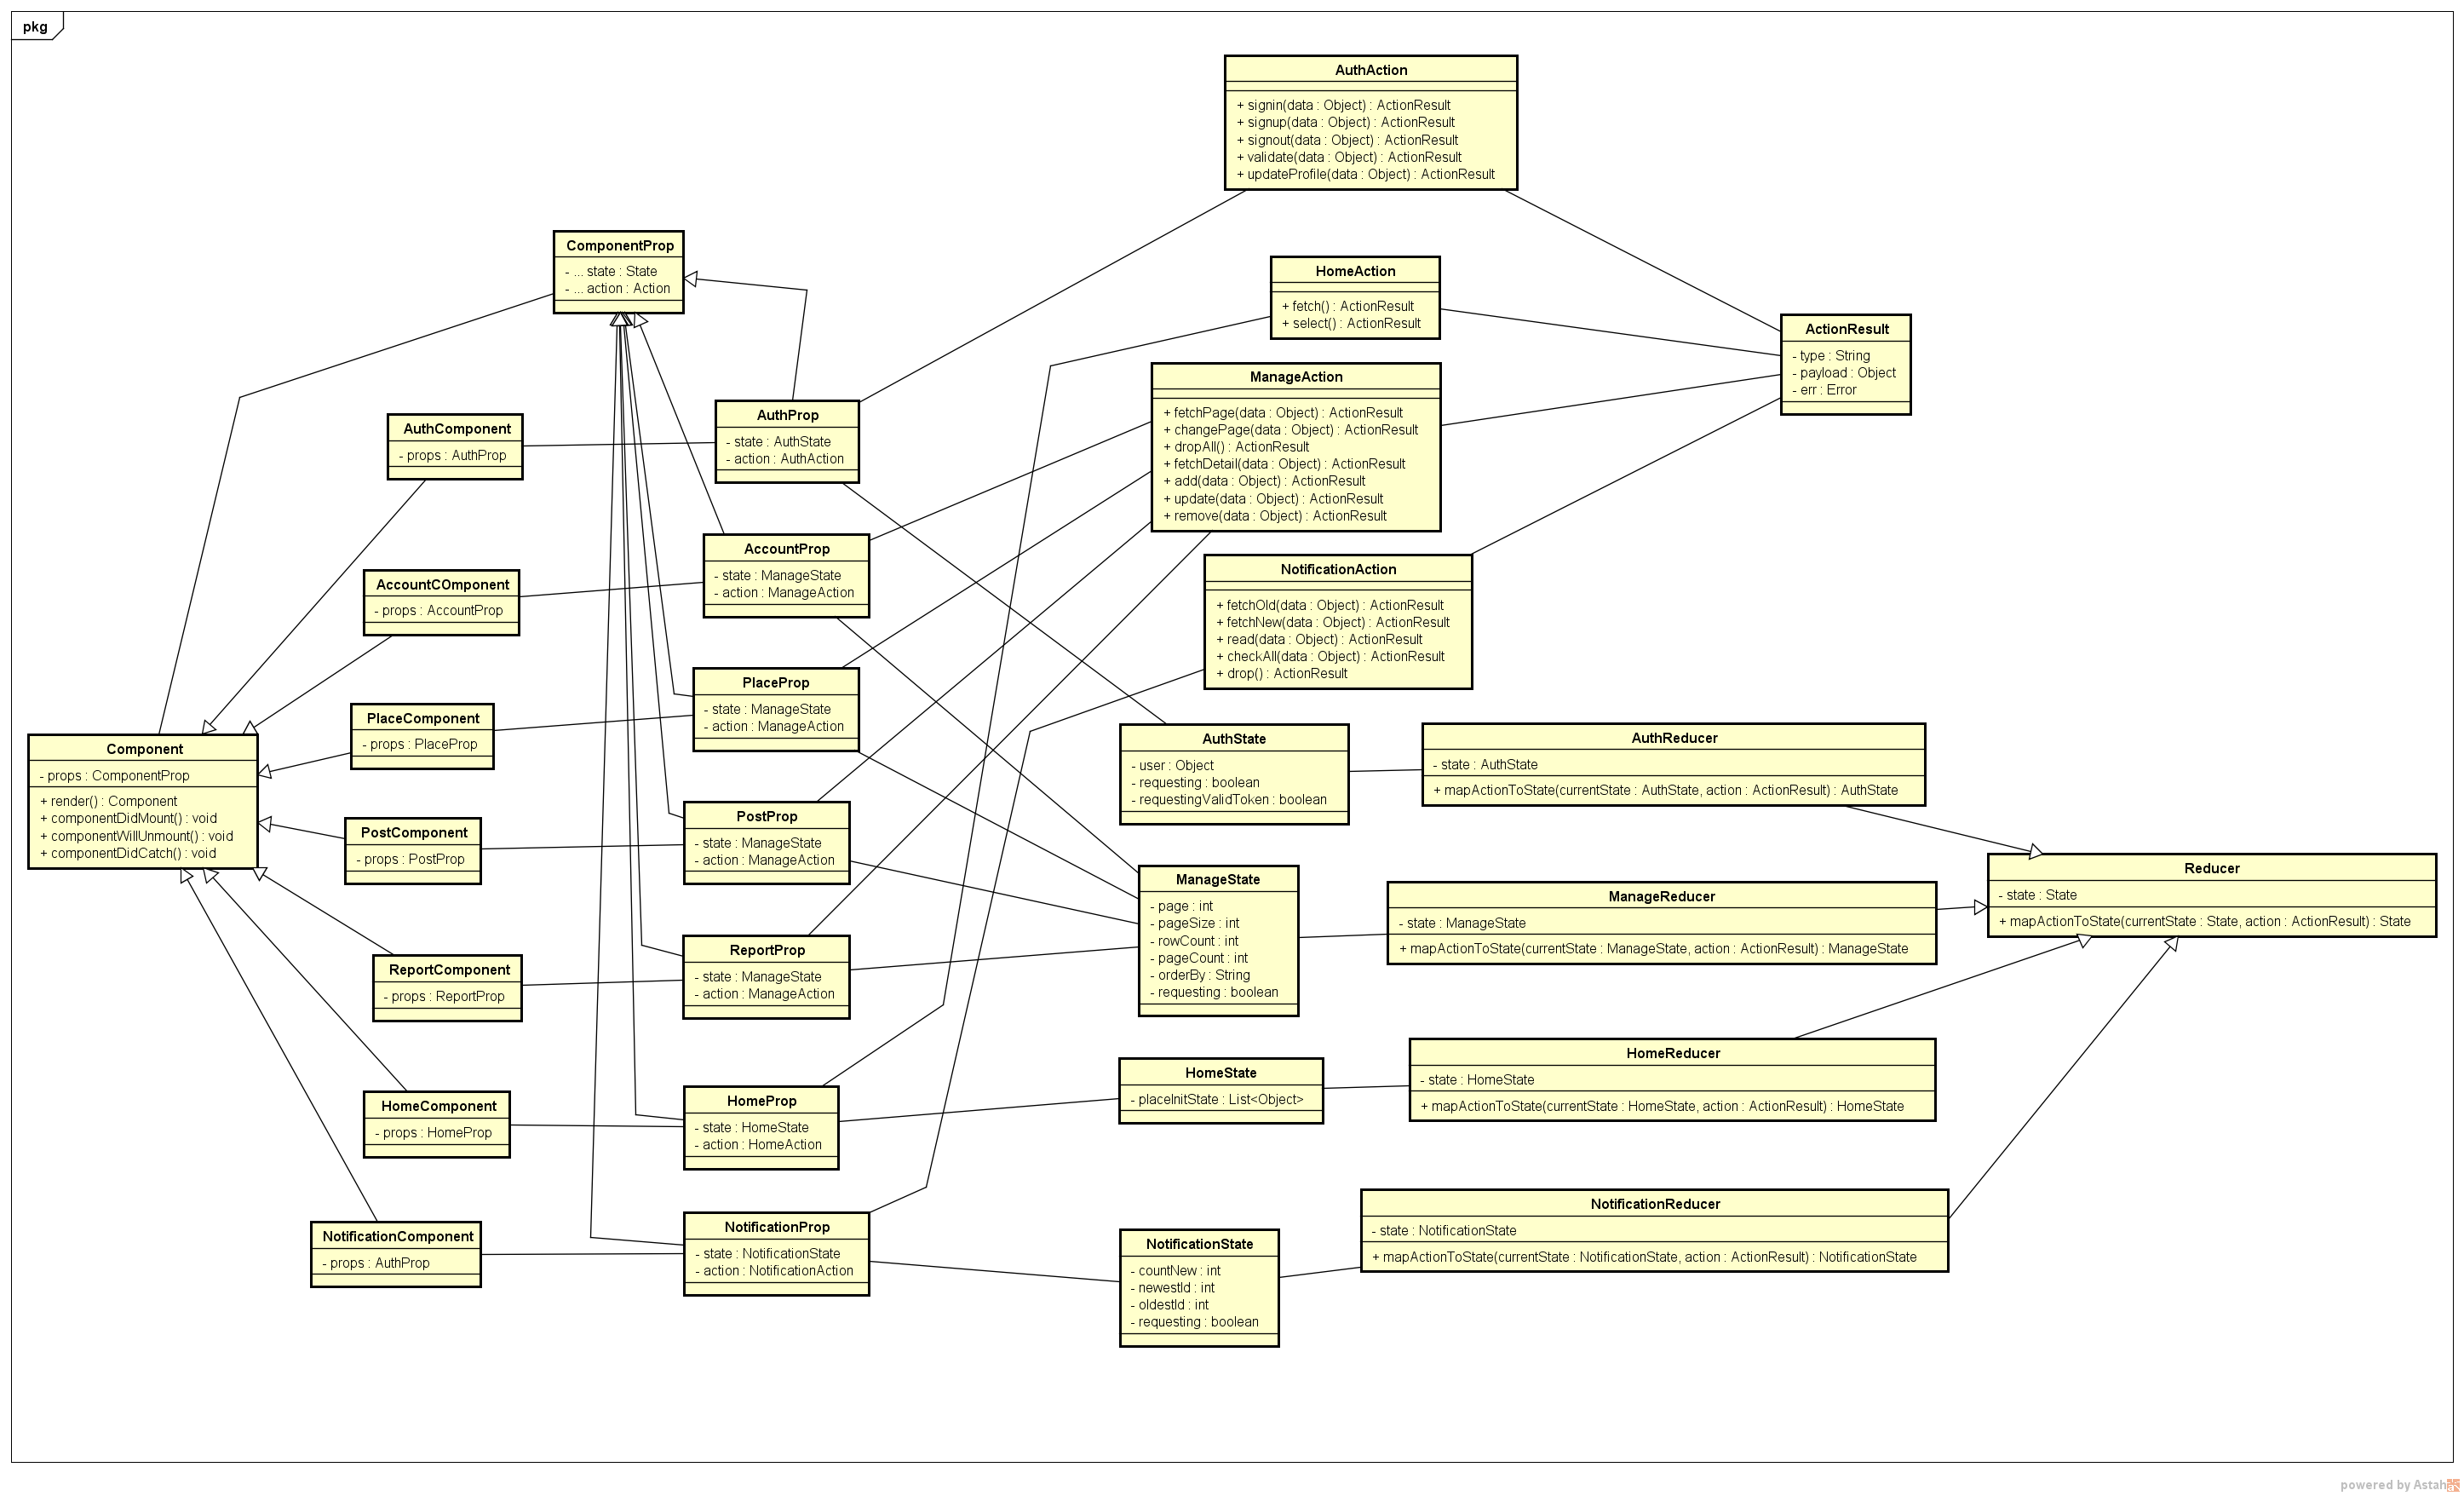 pkg
AuthAction
+ signin(data : Object) : ActionResult
+ signup(data : Object) : ActionResult
+ signout(data : Object) : ActionResult
+ validate(data : Object) : ActionResult
+ updateProfile(data : Object) : ActionResult
ComponentProp
- ... state : State
- ... action : Action
HomeAction
+ fetch() : ActionResult
+ select() : ActionResult
ActionResult
- type : String
- payload : Object
- err : Error
ManageAction
+ fetchPage(data : Object) : ActionResult
+ changePage(data : Object) : ActionResult
+ dropAll() : ActionResult
+ fetchDetail(data : Object) : ActionResult
+ add(data : Object) : ActionResult
+ update(data : Object) : ActionResult
+ remove(data : Object) : ActionResult
AuthComponent
- props : AuthProp
AuthProp
- state : AuthState
- action : AuthAction
AccountCOmponent
- props : AccountProp
AccountProp
- state : ManageState
- action : ManageAction
NotificationAction
+ fetchOld(data : Object) : ActionResult
+ fetchNew(data : Object) : ActionResult
+ read(data : Object) : ActionResult
+ checkAll(data : Object) : ActionResult
+ drop() : ActionResult
PlaceComponent
- props : PlaceProp
PlaceProp
- state : ManageState
- action : ManageAction
Component
- props : ComponentProp
+ render() : Component
+ componentDidMount() : void
+ componentWillUnmount() : void
+ componentDidCatch() : void
AuthState
- user : Object
- requesting : boolean
- requestingValidToken : boolean
AuthReducer
- state : AuthState
+ mapActionToState(currentState : AuthState, action : ActionResult) : AuthState
PostComponent
- props : PostProp
PostProp
- state : ManageState
- action : ManageAction
ManageState
- page : int
- pageSize : int
- rowCount : int
- pageCount : int
- orderBy : String
- requesting : boolean
ManageReducer
- state : ManageState
+ mapActionToState(currentState : ManageState, action : ActionResult) : ManageState
Reducer
- state : State
+ mapActionToState(currentState : State, action : ActionResult) : State
ReportComponent
- props : ReportProp
ReportProp
- state : ManageState
- action : ManageAction
HomeComponent
- props : HomeProp
HomeProp
- state : HomeState
- action : HomeAction
HomeState
- placeInitState : List<Object>
HomeReducer
- state : HomeState
+ mapActionToState(currentState : HomeState, action : ActionResult) : HomeState
NotificationComponent
- props : AuthProp
NotificationProp
- state : NotificationState
- action : NotificationAction
NotificationState
- countNew : int
- newestId : int
- oldestId : int
- requesting : boolean
NotificationReducer
- state : NotificationState
+ mapActionToState(currentState : NotificationState, action : ActionResult) : NotificationState
powered by Astah